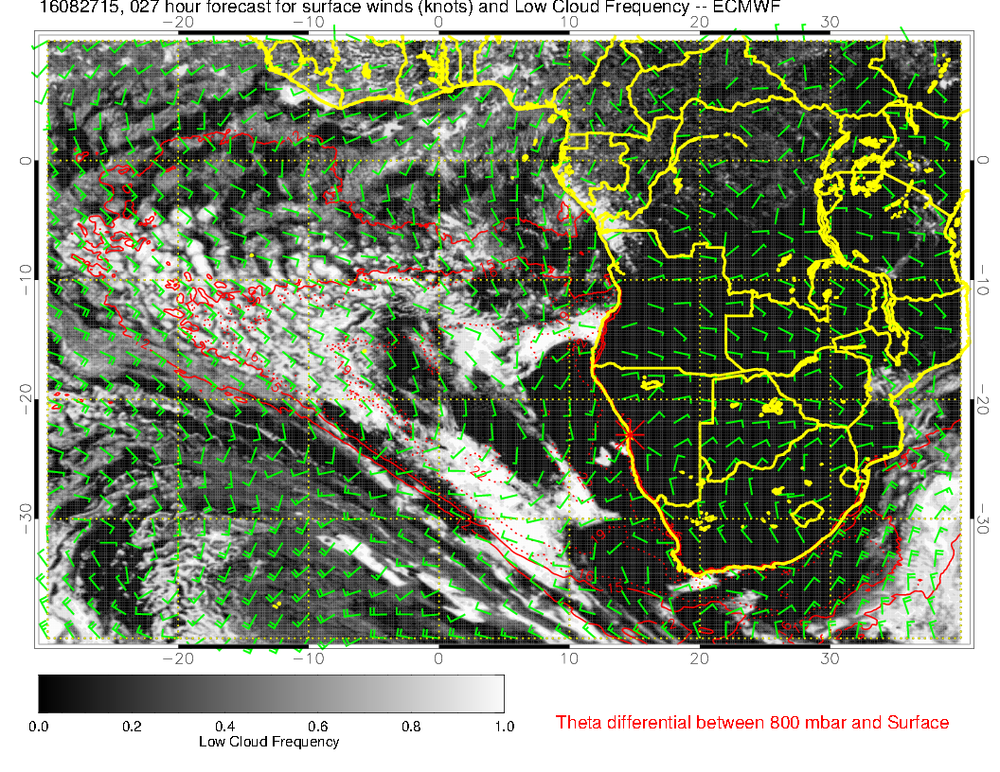 16082715, 027 hour forecast for surface winds (knots) and Low Cloud Frequency -- ECMWF
−20 −10 0 10 20 30
0 0
−10 −10
−20 −20
−30 −30
−20 −10 0 10 20 30
0.0 0.2 0.4 0.6 0.8 1.0
Low Cloud Frequency
Theta differential between 800 mbar and Surface